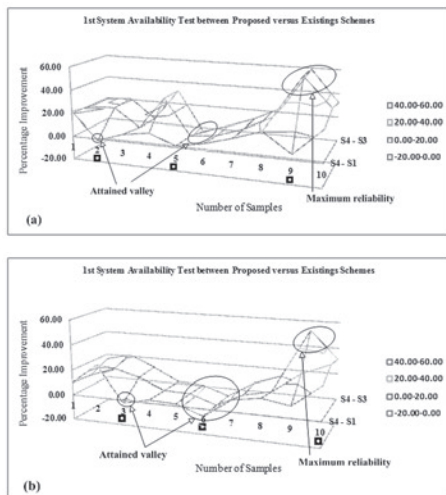 1st System Availability Test between Proposed versus Existings Schemes
Percentage Improvement
60.00
40.00
20.00
0.00
-20.00
1
2
3
4
5
6
7
8
9
10
S4 - S3
S4 - S1
40.00-60.00
20.00-40.00
0.00-20.00
-20.00-0.00
Attained valley
Maximum reliability
Number of Samples
(a)
1st System Availability Test between Proposed versus Existings Schemes
Percentage Improvement
60.00
40.00
20.00
0.00
-20.00
1
2
3
4
5
6
7
8
9
10
S4 - S3
S4 - S1
40.00-60.00
20.00-40.00
0.00-20.00
-20.00-0.00
Attained valley
Maximum reliability
Number of Samples
(b)